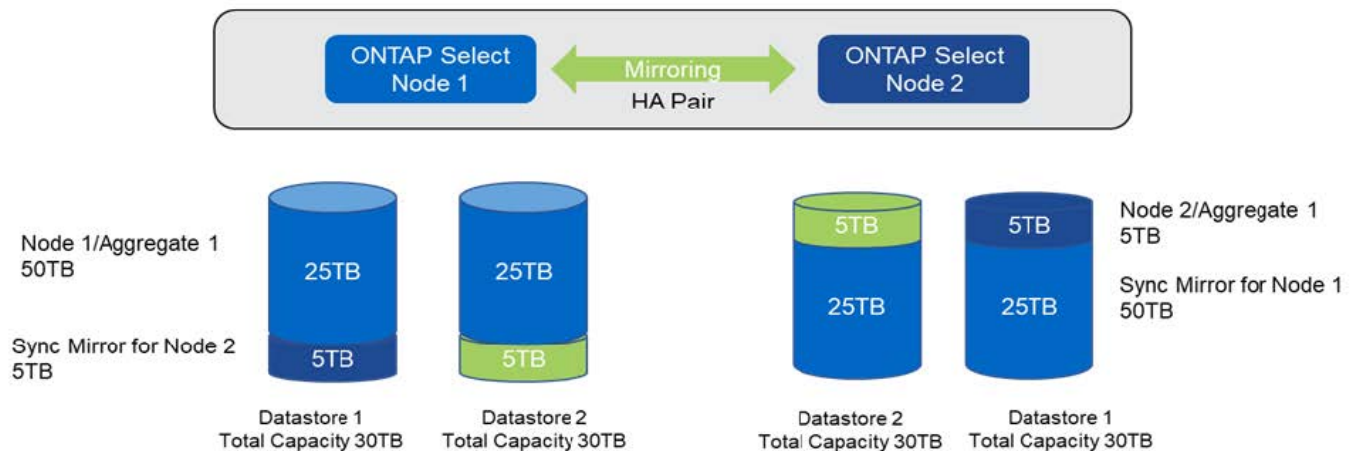 ONTAP Select
Node 1
Mirroring
HA Pair
ONTAP Select
Node 2
Node 1/Aggregate 1
50TB
Sync Mirror for Node 2
5TB
25TB
5TB
Datastore 1
Total Capacity 30TB
25TB
5TB
Datastore 2
Total Capacity 30TB
5TB
25TB
Datastore 2
Total Capacity 30TB
5TB
25TB
Datastore 1
Total Capacity 30TB
Node 2/Aggregate 1
5TB
Sync Mirror for Node 1
50TB